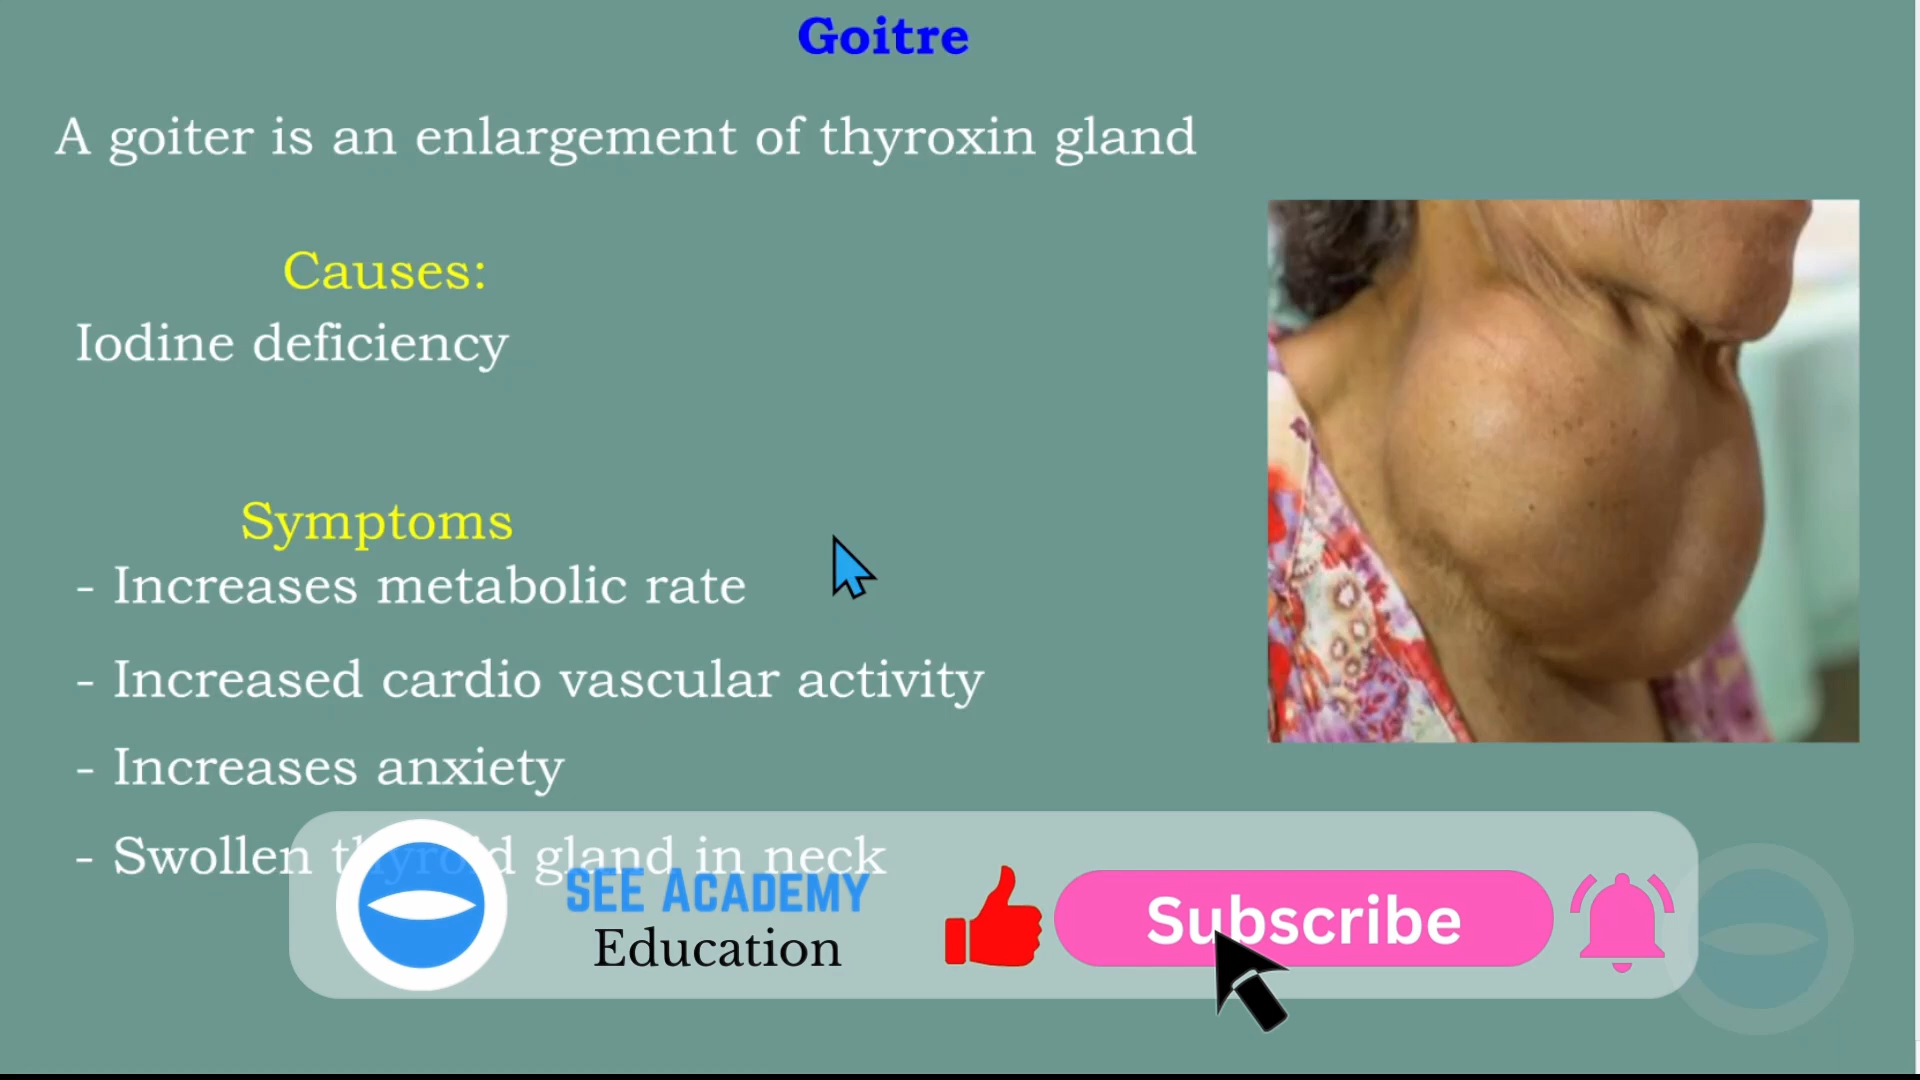 Goitre
A goiter is an enlargement of thyroxin gland
Causes:
Iodine deficiency
Symptoms
- Increases metabolic rate
- Increased cardio vascular activity
- Increases anxiety
- Swollen thyroid gland in neck
SEE ACADEMY
Education
Subscribe